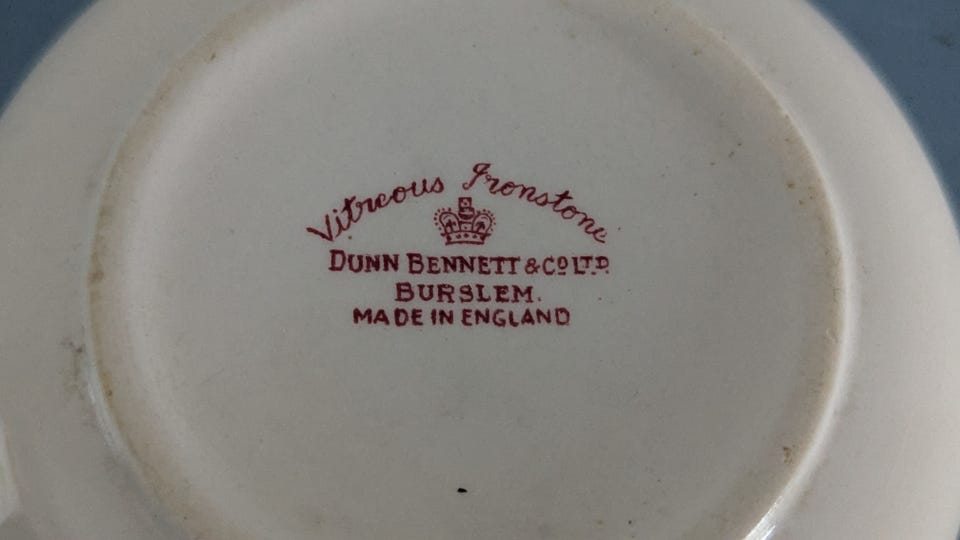 Vitreous Ironstone
DUNN BENNETT & CO LTD.
BURSLEM.
MADE IN ENGLAND